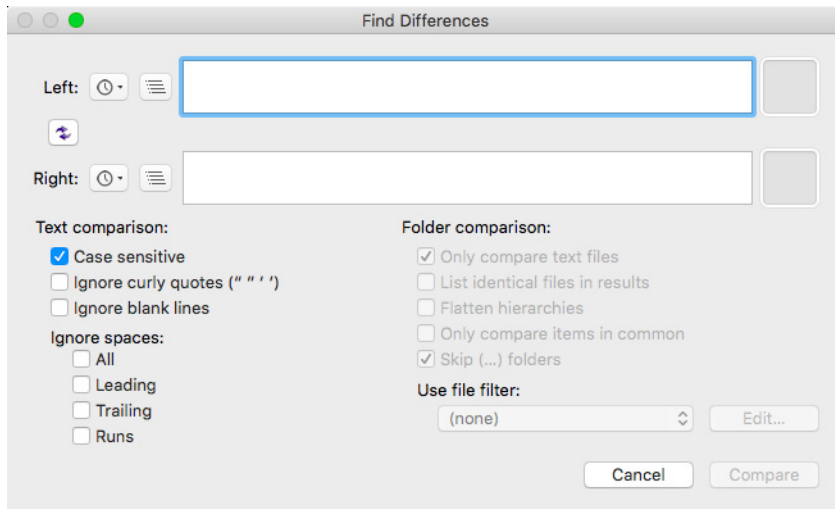 Find Differences
Left:
Right:
Text comparison:
Case sensitive
Ignore curly quotes (“ ” ‘ ’)
Ignore blank lines
Ignore spaces:
All
Leading
Trailing
Runs
Folder comparison:
Only compare text files
List identical files in results
Flatten hierarchies
Only compare items in common
Skip (...) folders
Use file filter:
(none)
Edit...
Cancel
Compare